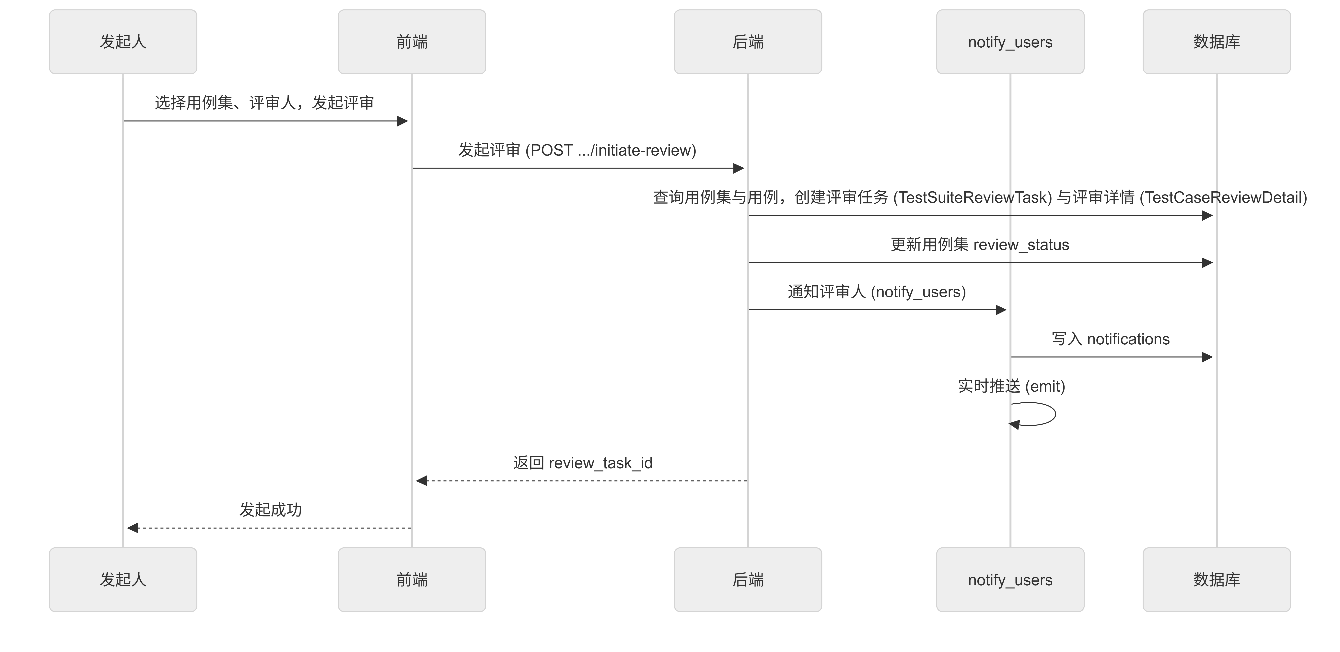 发起人
前端
后端
notify_users
数据库
选择用例集、评审人，发起评审
发起评审 (POST .../initiate-review)
查询用例集与用例，创建评审任务 (TestSuiteReviewTask) 与评审详情 (TestCaseReviewDetail)
更新用例集 review_status
通知评审人 (notify_users)
写入 notifications
实时推送 (emit)
返回 review_task_id
发起成功
发起人
前端
后端
notify_users
数据库